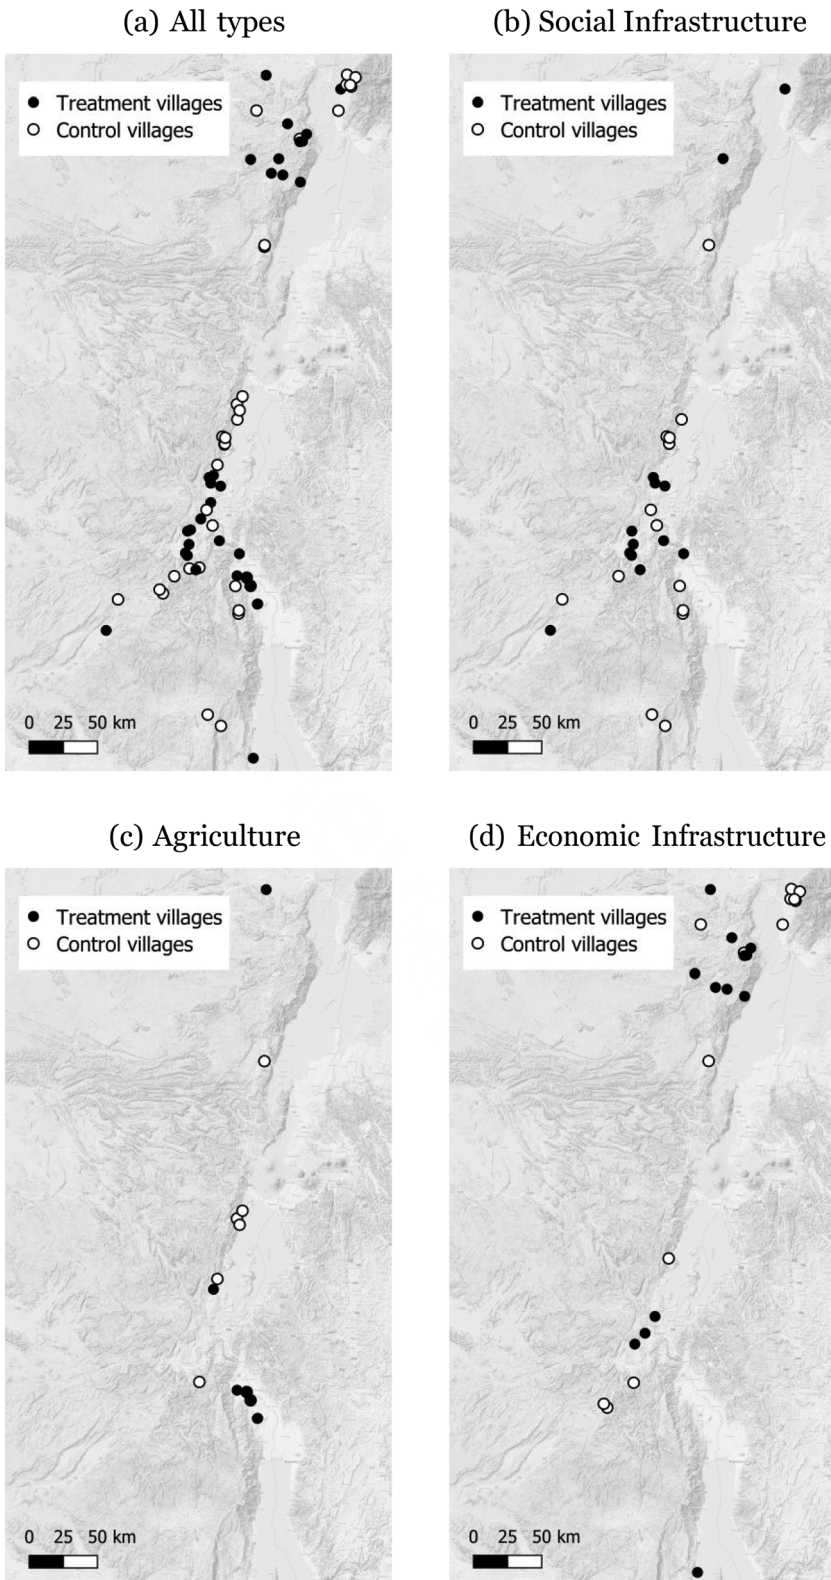 (a) All types
(b) Social Infrastructure
Treatment villages
Control villages
0 25 50 km
Treatment villages
Control villages
0 25 50 km
(c) Agriculture
(d) Economic Infrastructure
Treatment villages
Control villages
0 25 50 km
Treatment villages
Control villages
0 25 50 km